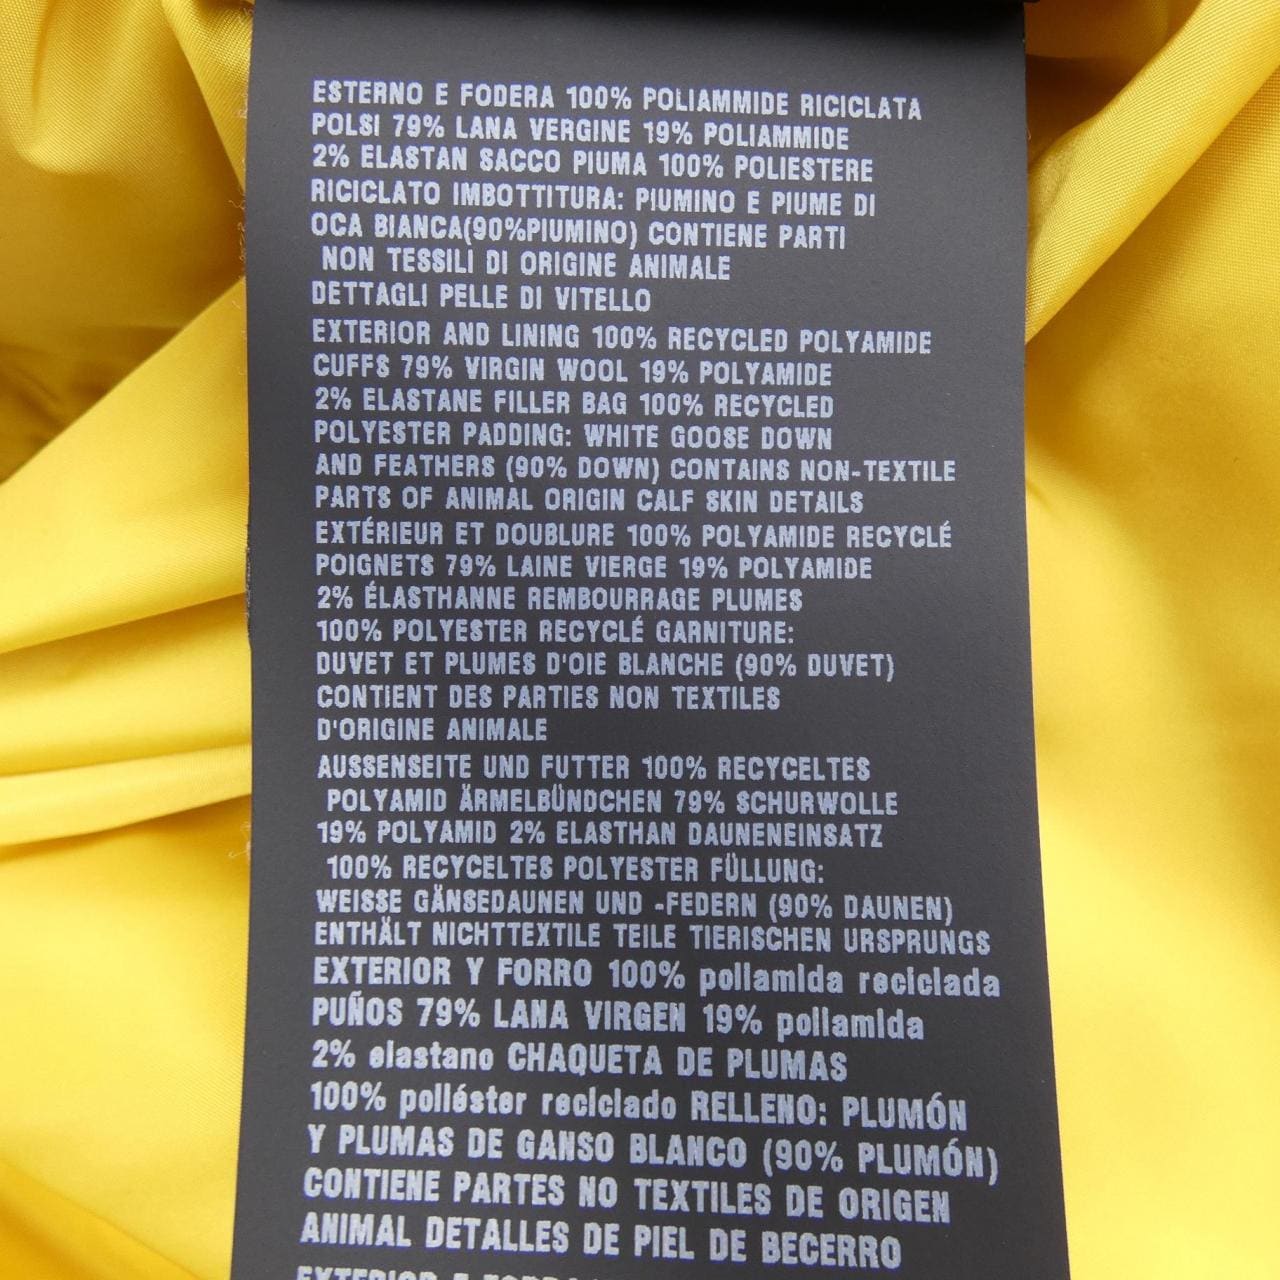 ESTERNO E FODERA 100% POLIAMMIDE RICICLATA
POLSI 79% LANA VERGINE 19% POLIAMMIDE
2% ELASTAN SACCO PIUMA 100% POLIESTERE
RICICLATO IMBOTTITURA: PIUMINO E PIUME DI
OCA BIANCA(90%PIUMINO) CONTIENE PARTI
NON TESSILI DI ORIGINE ANIMALE
DETTAGLI PELLE DI VITELLO
EXTERIOR AND LINING 100% RECYCLED POLYAMIDE
CUFFS 79% VIRGIN WOOL 19% POLYAMIDE
2% ELASTANE FILLER BAG 100% RECYCLED
POLYESTER PADDING: WHITE GOOSE DOWN
AND FEATHERS (90% DOWN) CONTAINS NON-TEXTILE
PARTS OF ANIMAL ORIGIN CALF SKIN DETAILS
EXTÉRIEUR ET DOUBLURE 100% POLYAMIDE RECYCLÉ
POIGNETS 79% LAINE VIERGE 19% POLYAMIDE
2% ÉLASTHANNE REMBOURRAGE PLUMES
100% POLYESTER RECYCLÉ GARNITURE:
DUVET ET PLUMES D'OIE BLANCHE (90% DUVET)
CONTIENT DES PARTIES NON TEXTILES
D'ORIGINE ANIMALE
AUSSENSEITE UND FUTTER 100% RECYCELTES
POLYAMID ÄRMELBÜNDCHEN 79% SCHURWOLLE
19% POLYAMID 2% ELASTHAN DAUNENEINSATZ
100% RECYCELTES POLYESTER FÜLLUNG:
WEISSE GÄNSEDAUNEN UND -FEDERN (90% DAUNEN)
ENTHÄLT NICHTTEXTILE TEILE TIERISCHEN URSPRUNGS
EXTERIOR Y FORRO 100% poliamida reciclada
PUÑOS 79% LANA VIRGEN 19% poliamida
2% elastano CHAQUETA DE PLUMAS
100% poliéster reciclado RELLENO: PLUMÓN
Y PLUMAS DE GANSO BLANCO (90% PLUMÓN)
CONTIENE PARTES NO TEXTILES DE ORIGEN
ANIMAL DETALLES DE PIEL DE BECERRO
EXTERIOR E